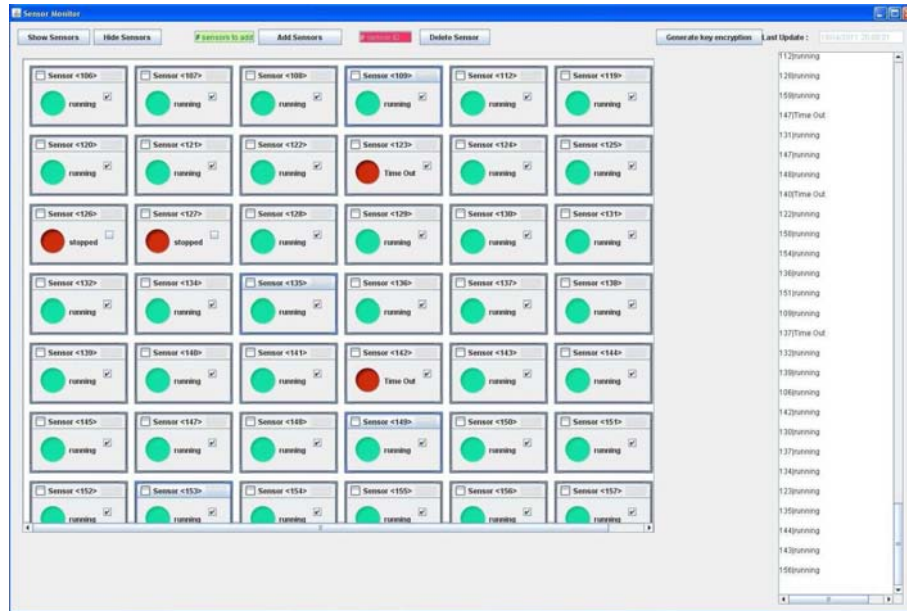 Sensor Monitor
Show Sensors Hide Sensors # sensors to add Add Sensors # sensor ID Delete Sensor Generate key encryption Last Update :
Sensor <106> Sensor <107> Sensor <108> Sensor <109> Sensor <112> Sensor <119>
running running running running running running
Sensor <120> Sensor <121> Sensor <122> Sensor <123> Sensor <124> Sensor <125>
running running running Time Out running running
Sensor <126> Sensor <127> Sensor <128> Sensor <129> Sensor <130> Sensor <131>
stopped stopped running running running running
Sensor <132> Sensor <134> Sensor <135> Sensor <136> Sensor <137> Sensor <138>
running running running running running running
Sensor <139> Sensor <140> Sensor <141> Sensor <142> Sensor <143> Sensor <144>
running running running Time Out running running
Sensor <145> Sensor <147> Sensor <148> Sensor <149> Sensor <150> Sensor <151>
running running running running running running
Sensor <152> Sensor <153> Sensor <154> Sensor <155> Sensor <156> Sensor <157>
running running running running running running
112|running
128|running
159|running
147|Time Out
131|running
147|running
148|running
140|Time Out
122|running
158|running
154|running
136|running
151|running
109|running
137|Time Out
132|running
139|running
106|running
142|running
130|running
137|running
134|running
123|running
135|running
144|running
143|running
156|running